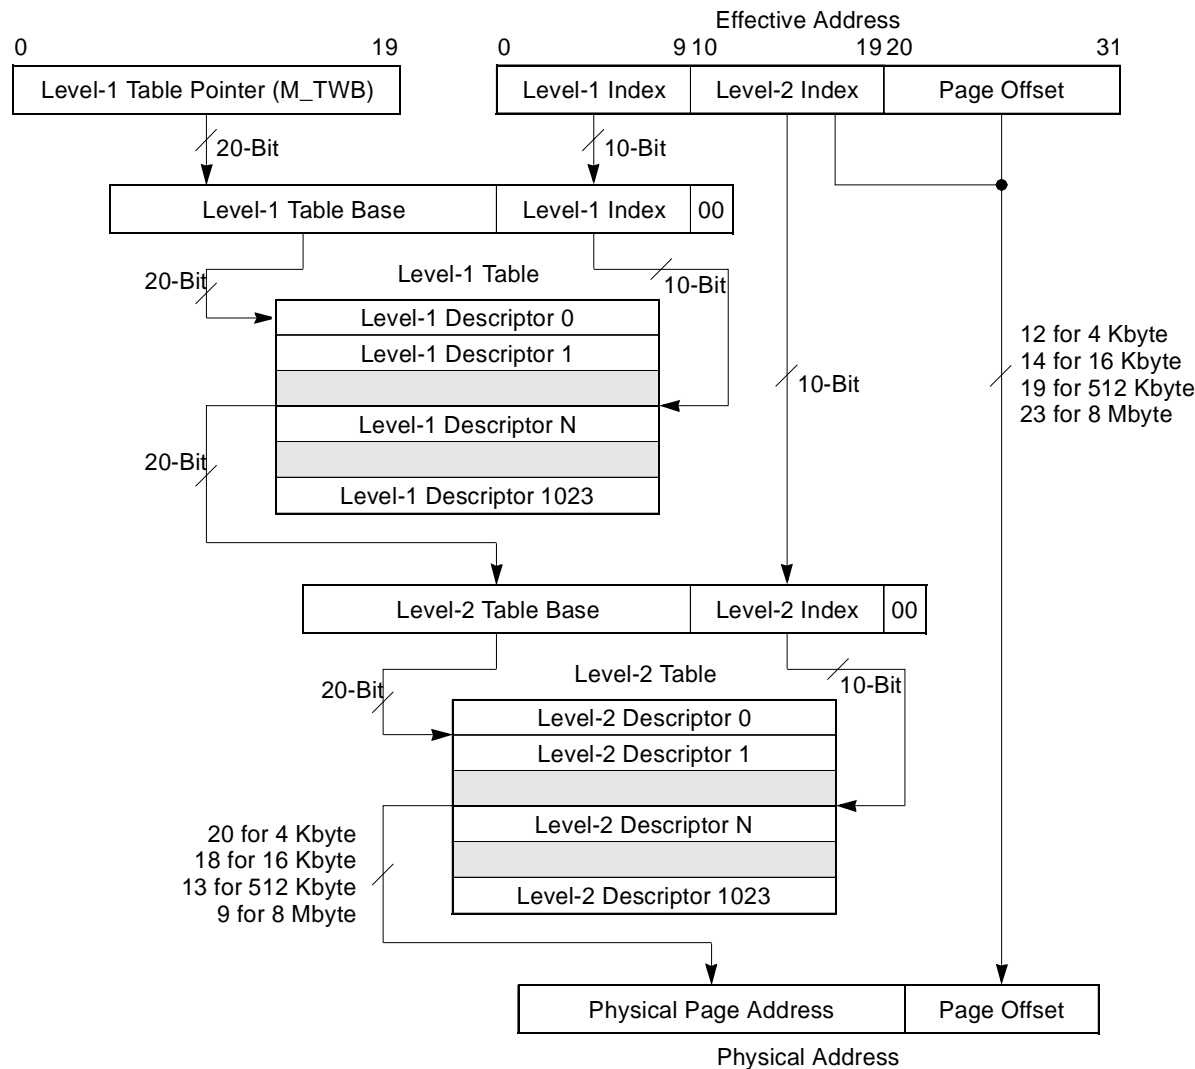 Effective Address
0 19 0 9 10 19 20 31
Level-1 Table Pointer (M_TWB) Level-1 Index Level-2 Index Page Offset
20-Bit 10-Bit
Level-1 Table Base Level-1 Index 00
20-Bit Level-1 Table 10-Bit
Level-1 Descriptor 0
Level-1 Descriptor 1
Level-1 Descriptor N
Level-1 Descriptor 1023
20-Bit
10-Bit
12 for 4 Kbyte
14 for 16 Kbyte
19 for 512 Kbyte
23 for 8 Mbyte
Level-2 Table Base Level-2 Index 00
20-Bit Level-2 Table 10-Bit
Level-2 Descriptor 0
Level-2 Descriptor 1
Level-2 Descriptor N
Level-2 Descriptor 1023
20 for 4 Kbyte
18 for 16 Kbyte
13 for 512 Kbyte
9 for 8 Mbyte
Physical Page Address Page Offset
Physical Address